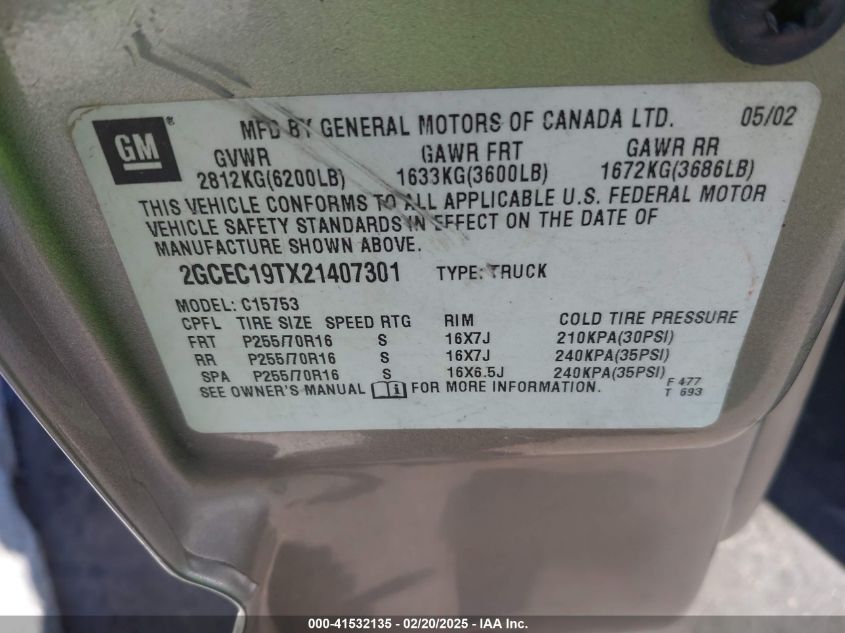 GM ® MFD BY GENERAL MOTORS OF CANADA LTD. 05/02
GVWR GAWR FRT GAWR RR
2812KG(6200LB) 1633KG(3600LB) 1672KG(3686LB)
THIS VEHICLE CONFORMS TO ALL APPLICABLE U.S. FEDERAL MOTOR
VEHICLE SAFETY STANDARDS IN EFFECT ON THE DATE OF
MANUFACTURE SHOWN ABOVE.
2GCEC19TX21407301 TYPE: TRUCK
MODEL: C15753
CPFL TIRE SIZE SPEED RTG RIM COLD TIRE PRESSURE
FRT P255/70R16 S 16X7J 210KPA(30PSI)
RR P255/70R16 S 16X7J 240KPA(35PSI)
SPA P255/70R16 S 16X6.5J 240KPA(35PSI)
SEE OWNER'S MANUAL i FOR MORE INFORMATION.
F 477
T 693
000-41532135 - 02/20/2025 - IAA Inc.